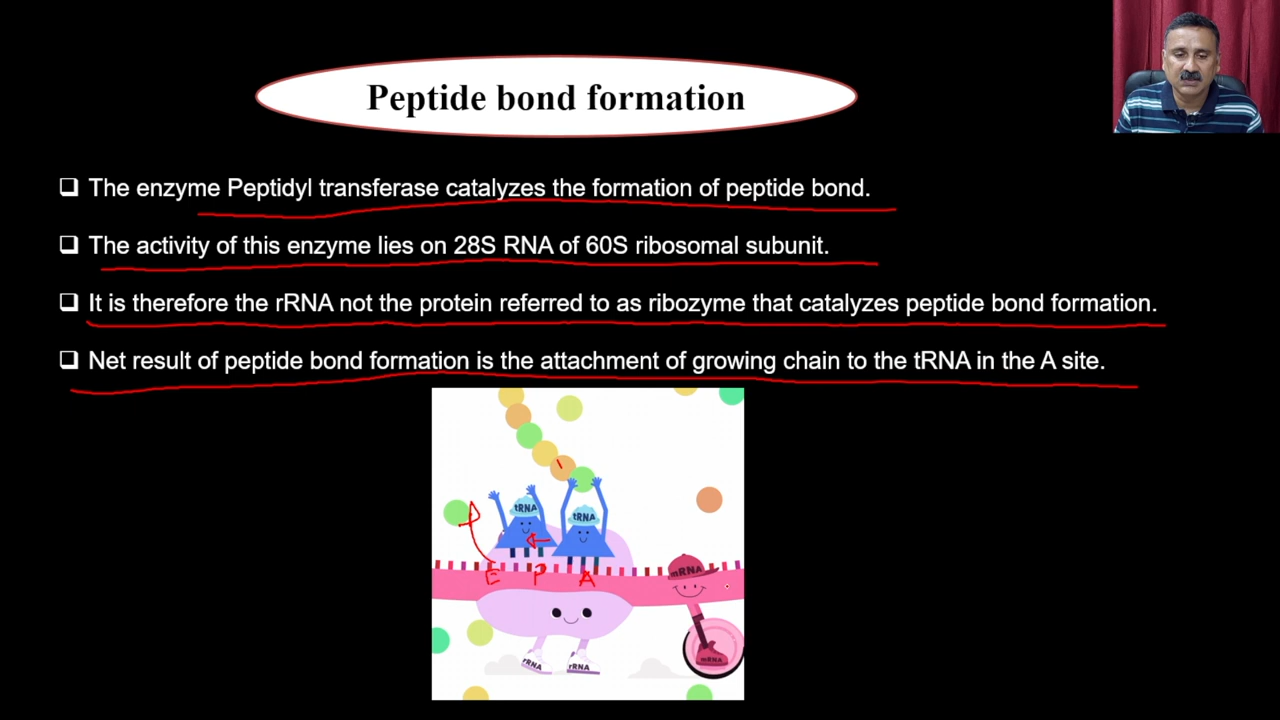 Peptide bond formation
❑ The enzyme Peptidyl transferase catalyzes the formation of peptide bond.
❑ The activity of this enzyme lies on 28S RNA of 60S ribosomal subunit.
❑ It is therefore the rRNA not the protein referred to as ribozyme that catalyzes peptide bond formation.
❑ Net result of peptide bond formation is the attachment of growing chain to the tRNA in the A site.
tRNA
tRNA
mRNA
E P A
rRNA
rRNA
mRNA